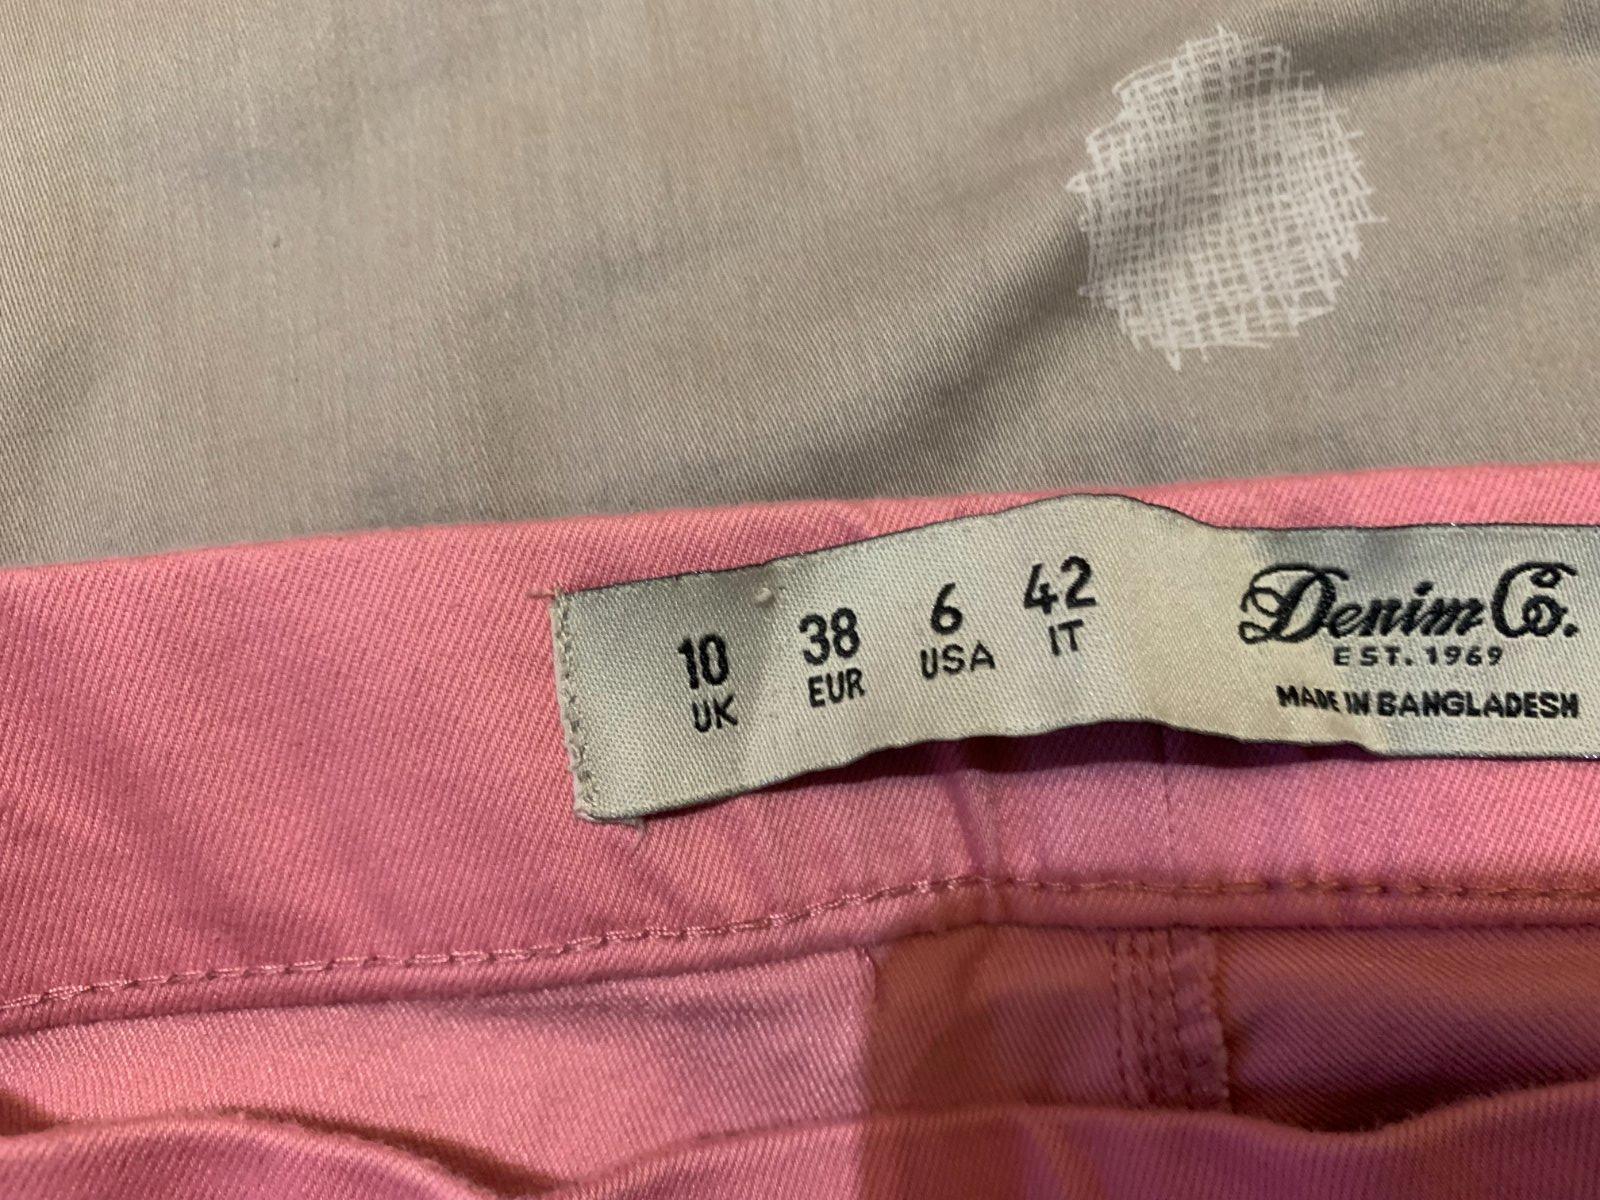 10 38 6 42
UK EUR USA IT
Denim Co.
EST. 1969
MADE IN BANGLADESH